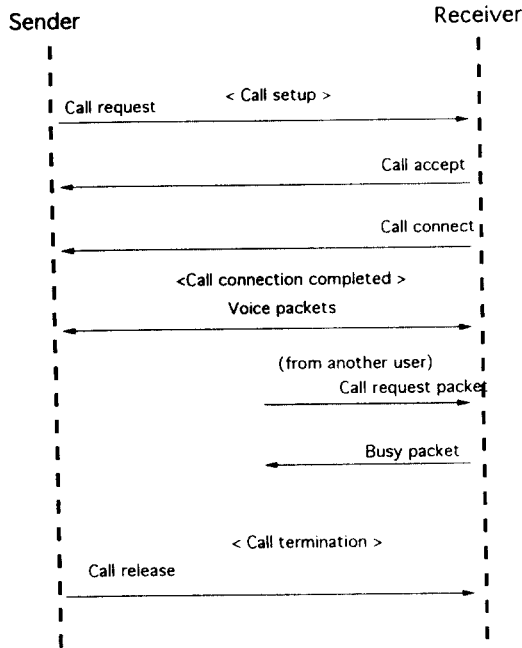 Sender
Receiver
< Call setup >
Call request
Call accept
Call connect
<Call connection completed >
Voice packets
(from another user)
Call request packet
Busy packet
< Call termination >
Call release